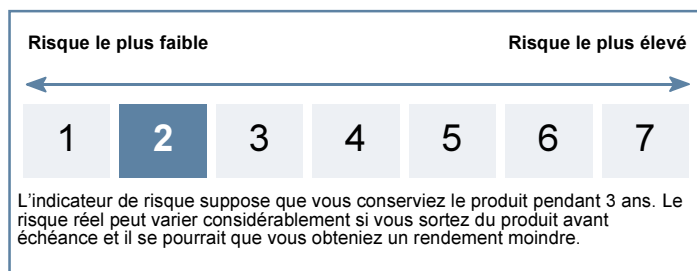 Risque le plus faible Risque le plus élevé
1 2 3 4 5 6 7
L'indicateur de risque suppose que vous conserviez le produit pendant 3 ans. Le
risque réel peut varier considérablement si vous sortez du produit avant
échéance et il se pourrait que vous obteniez un rendement moindre.